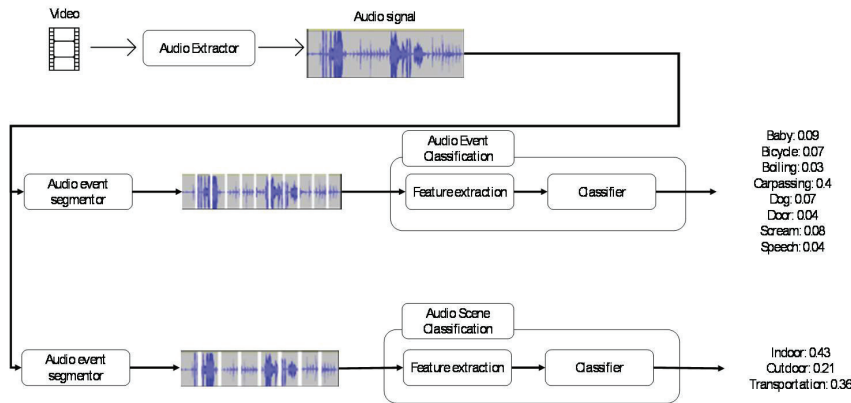 Video
Audio Extractor
Audio signal
Audio Event
Classification
Audio event
segmentor
Feature extraction
Classifier
Baby: 0.09
Bicycle: 0.07
Boiling: 0.03
Carpassing: 0.4
Dog: 0.07
Door: 0.04
Scream: 0.08
Speech: 0.04
Audio Scene
Classification
Audio event
segmentor
Feature extraction
Classifier
Indoor: 0.43
Outdoor: 0.21
Transportation: 0.36